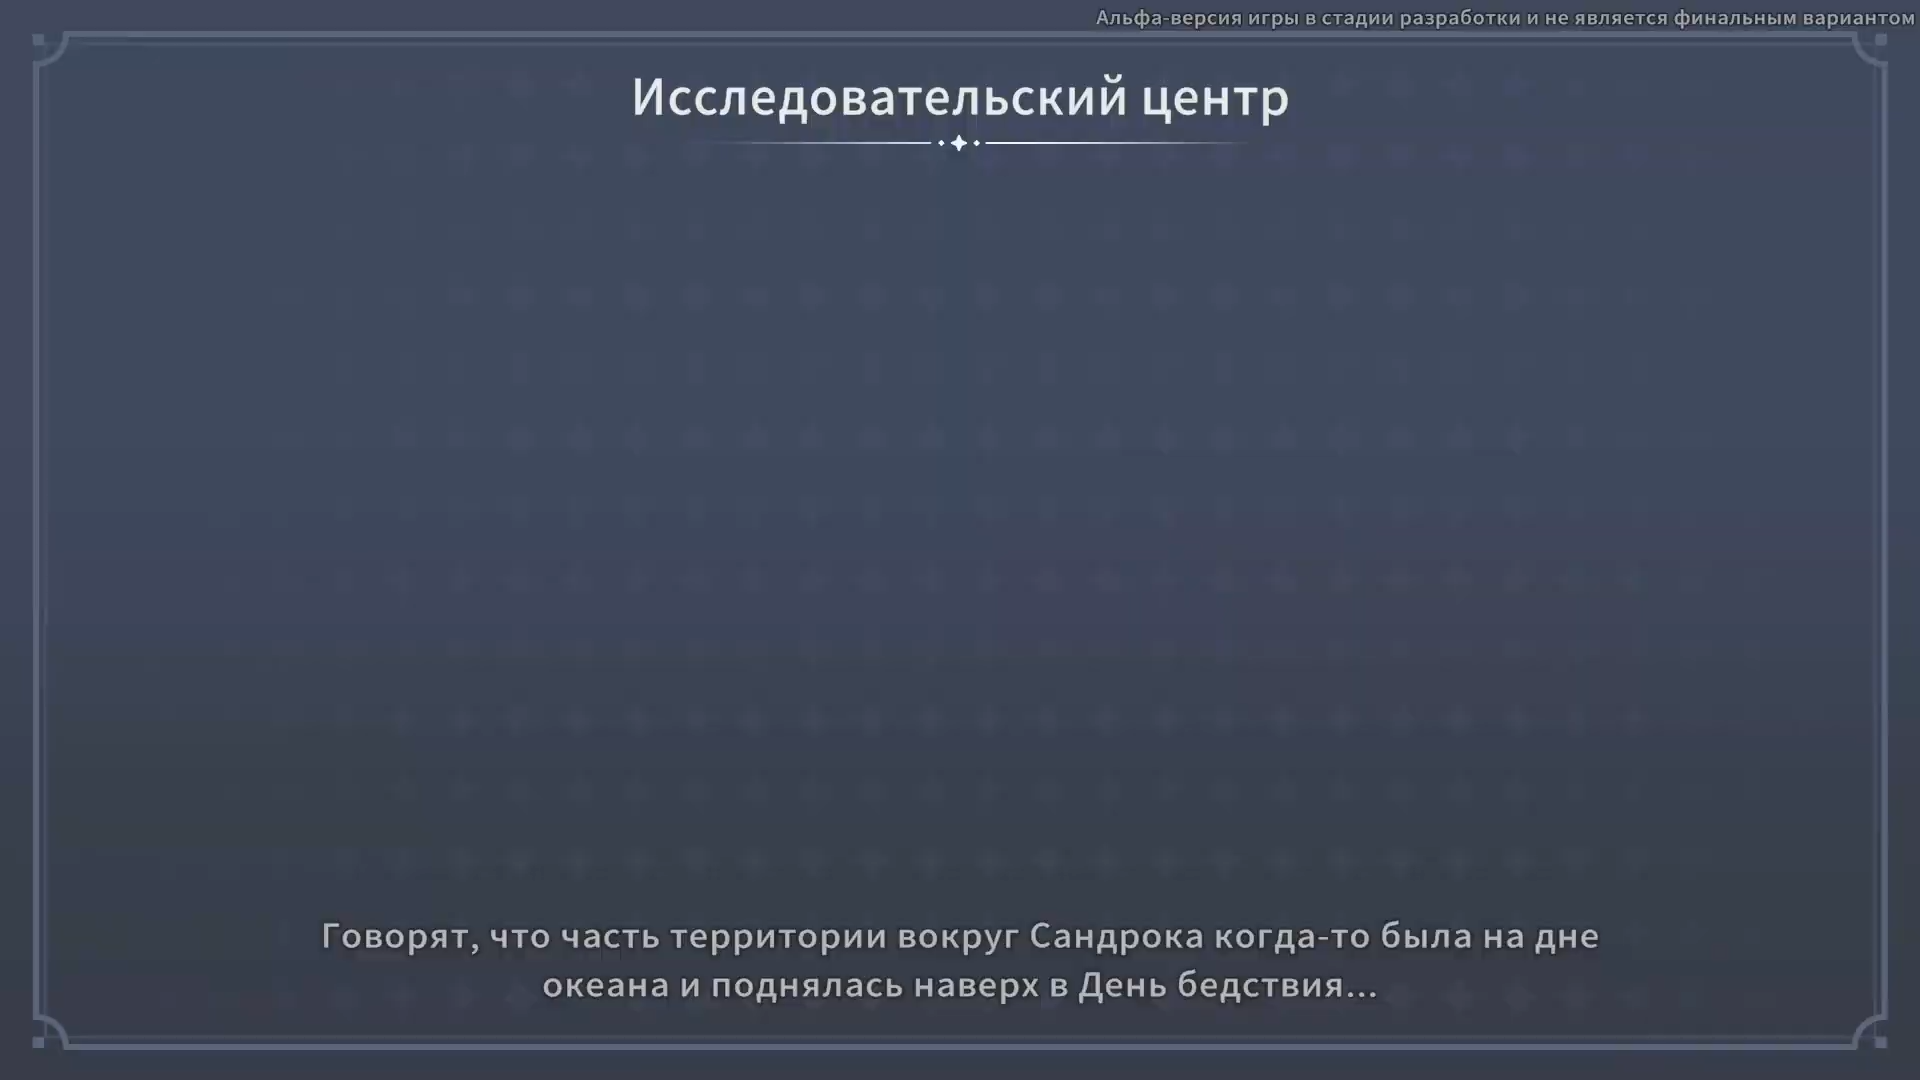 Альфа-версия игры в стадии разработки и не является финальным вариантом
Исследовательский центр
Говорят, что часть территории вокруг Сандрока когда-то была на дне
океана и поднялась наверх в День бедствия...